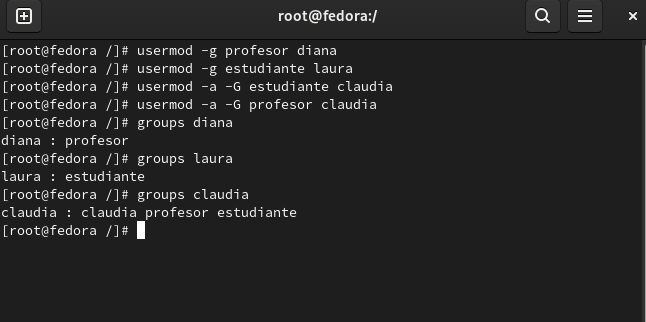 root@fedora:/
[root@fedora /]# usermod -g profesor diana
[root@fedora /]# usermod -g estudiante laura
[root@fedora /]# usermod -a -G estudiante claudia
[root@fedora /]# usermod -a -G profesor claudia
[root@fedora /]# groups diana
diana : profesor
[root@fedora /]# groups laura
laura : estudiante
[root@fedora /]# groups claudia
claudia : claudia profesor estudiante
[root@fedora /]#